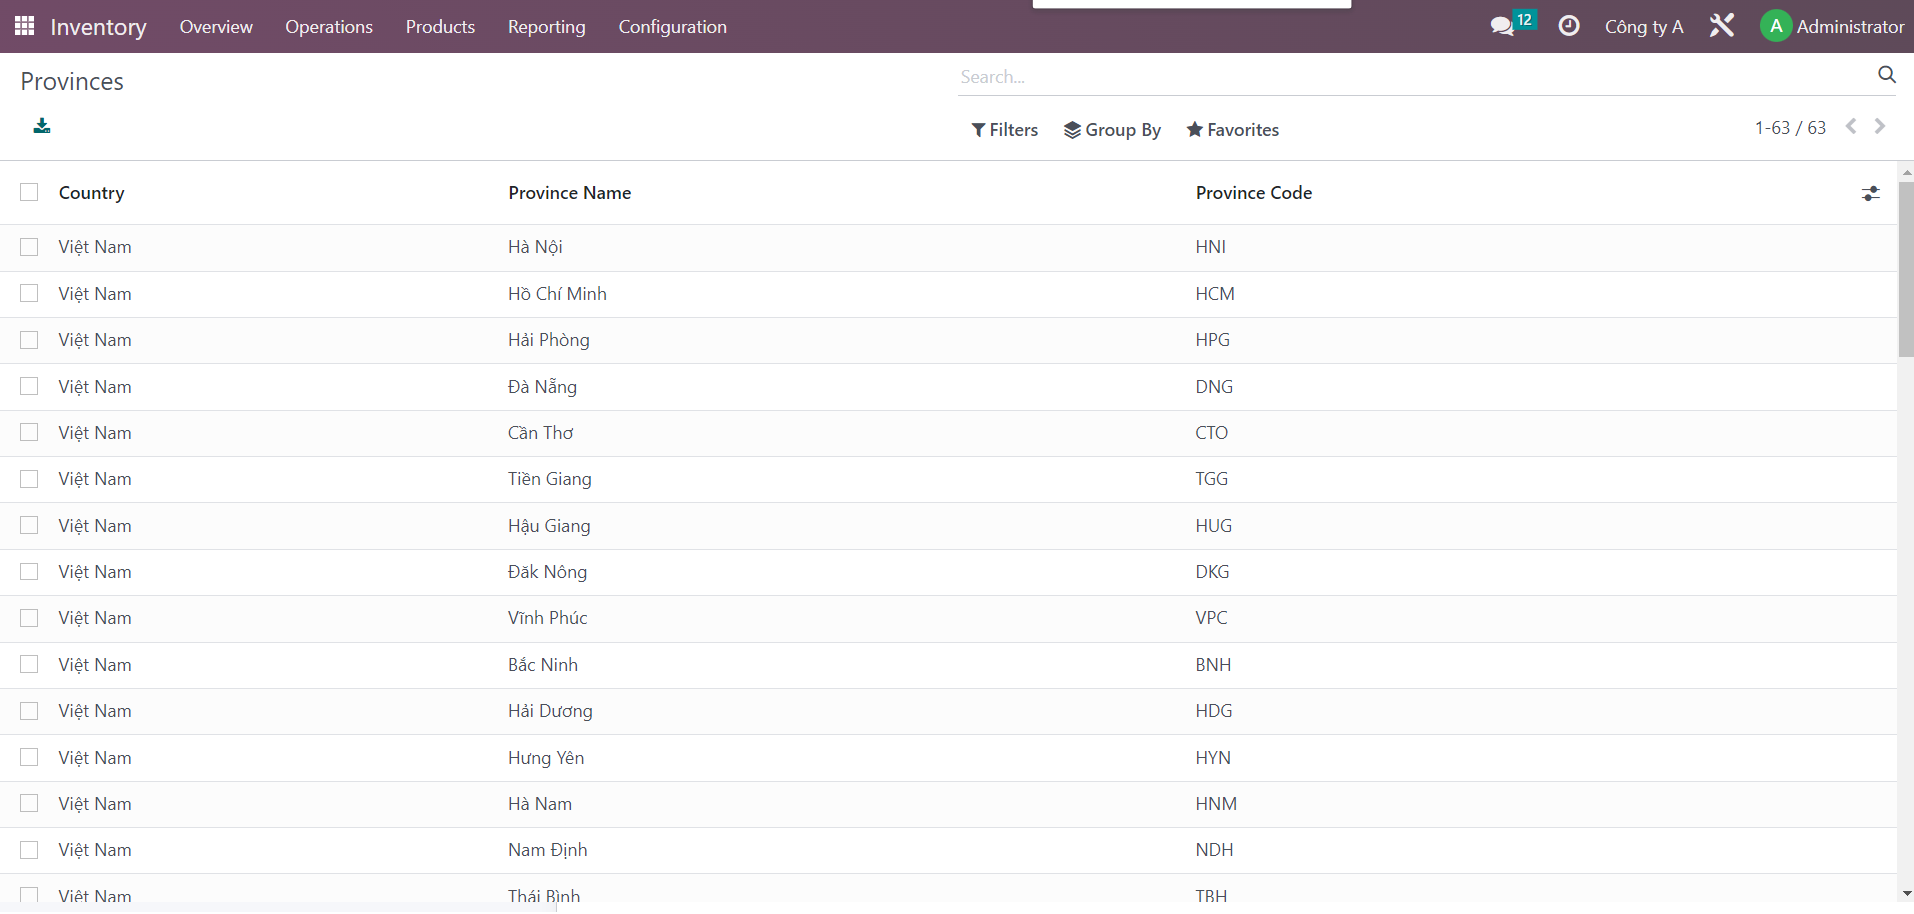 Inventory Overview Operations Products Reporting Configuration 12 Công ty A A Administrator
Provinces Search...
Filters Group By Favorites 1-63 / 63
Country Province Name Province Code
Việt Nam Hà Nội HNI
Việt Nam Hồ Chí Minh HCM
Việt Nam Hải Phòng HPG
Việt Nam Đà Nẵng DNG
Việt Nam Cần Thơ CTO
Việt Nam Tiền Giang TGG
Việt Nam Hậu Giang HUG
Việt Nam Đăk Nông DKG
Việt Nam Vĩnh Phúc VPC
Việt Nam Bắc Ninh BNH
Việt Nam Hải Dương HDG
Việt Nam Hưng Yên HYN
Việt Nam Hà Nam HNM
Việt Nam Nam Định NDH
Việt Nam Thái Bình TBH